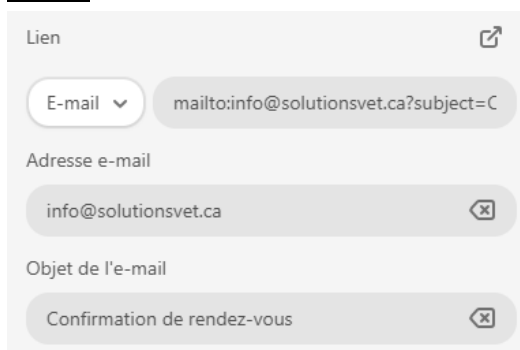 Lien
E-mail mailto:info@solutionsvet.ca?subject=C
Adresse e-mail
info@solutionsvet.ca
Objet de l'e-mail
Confirmation de rendez-vous